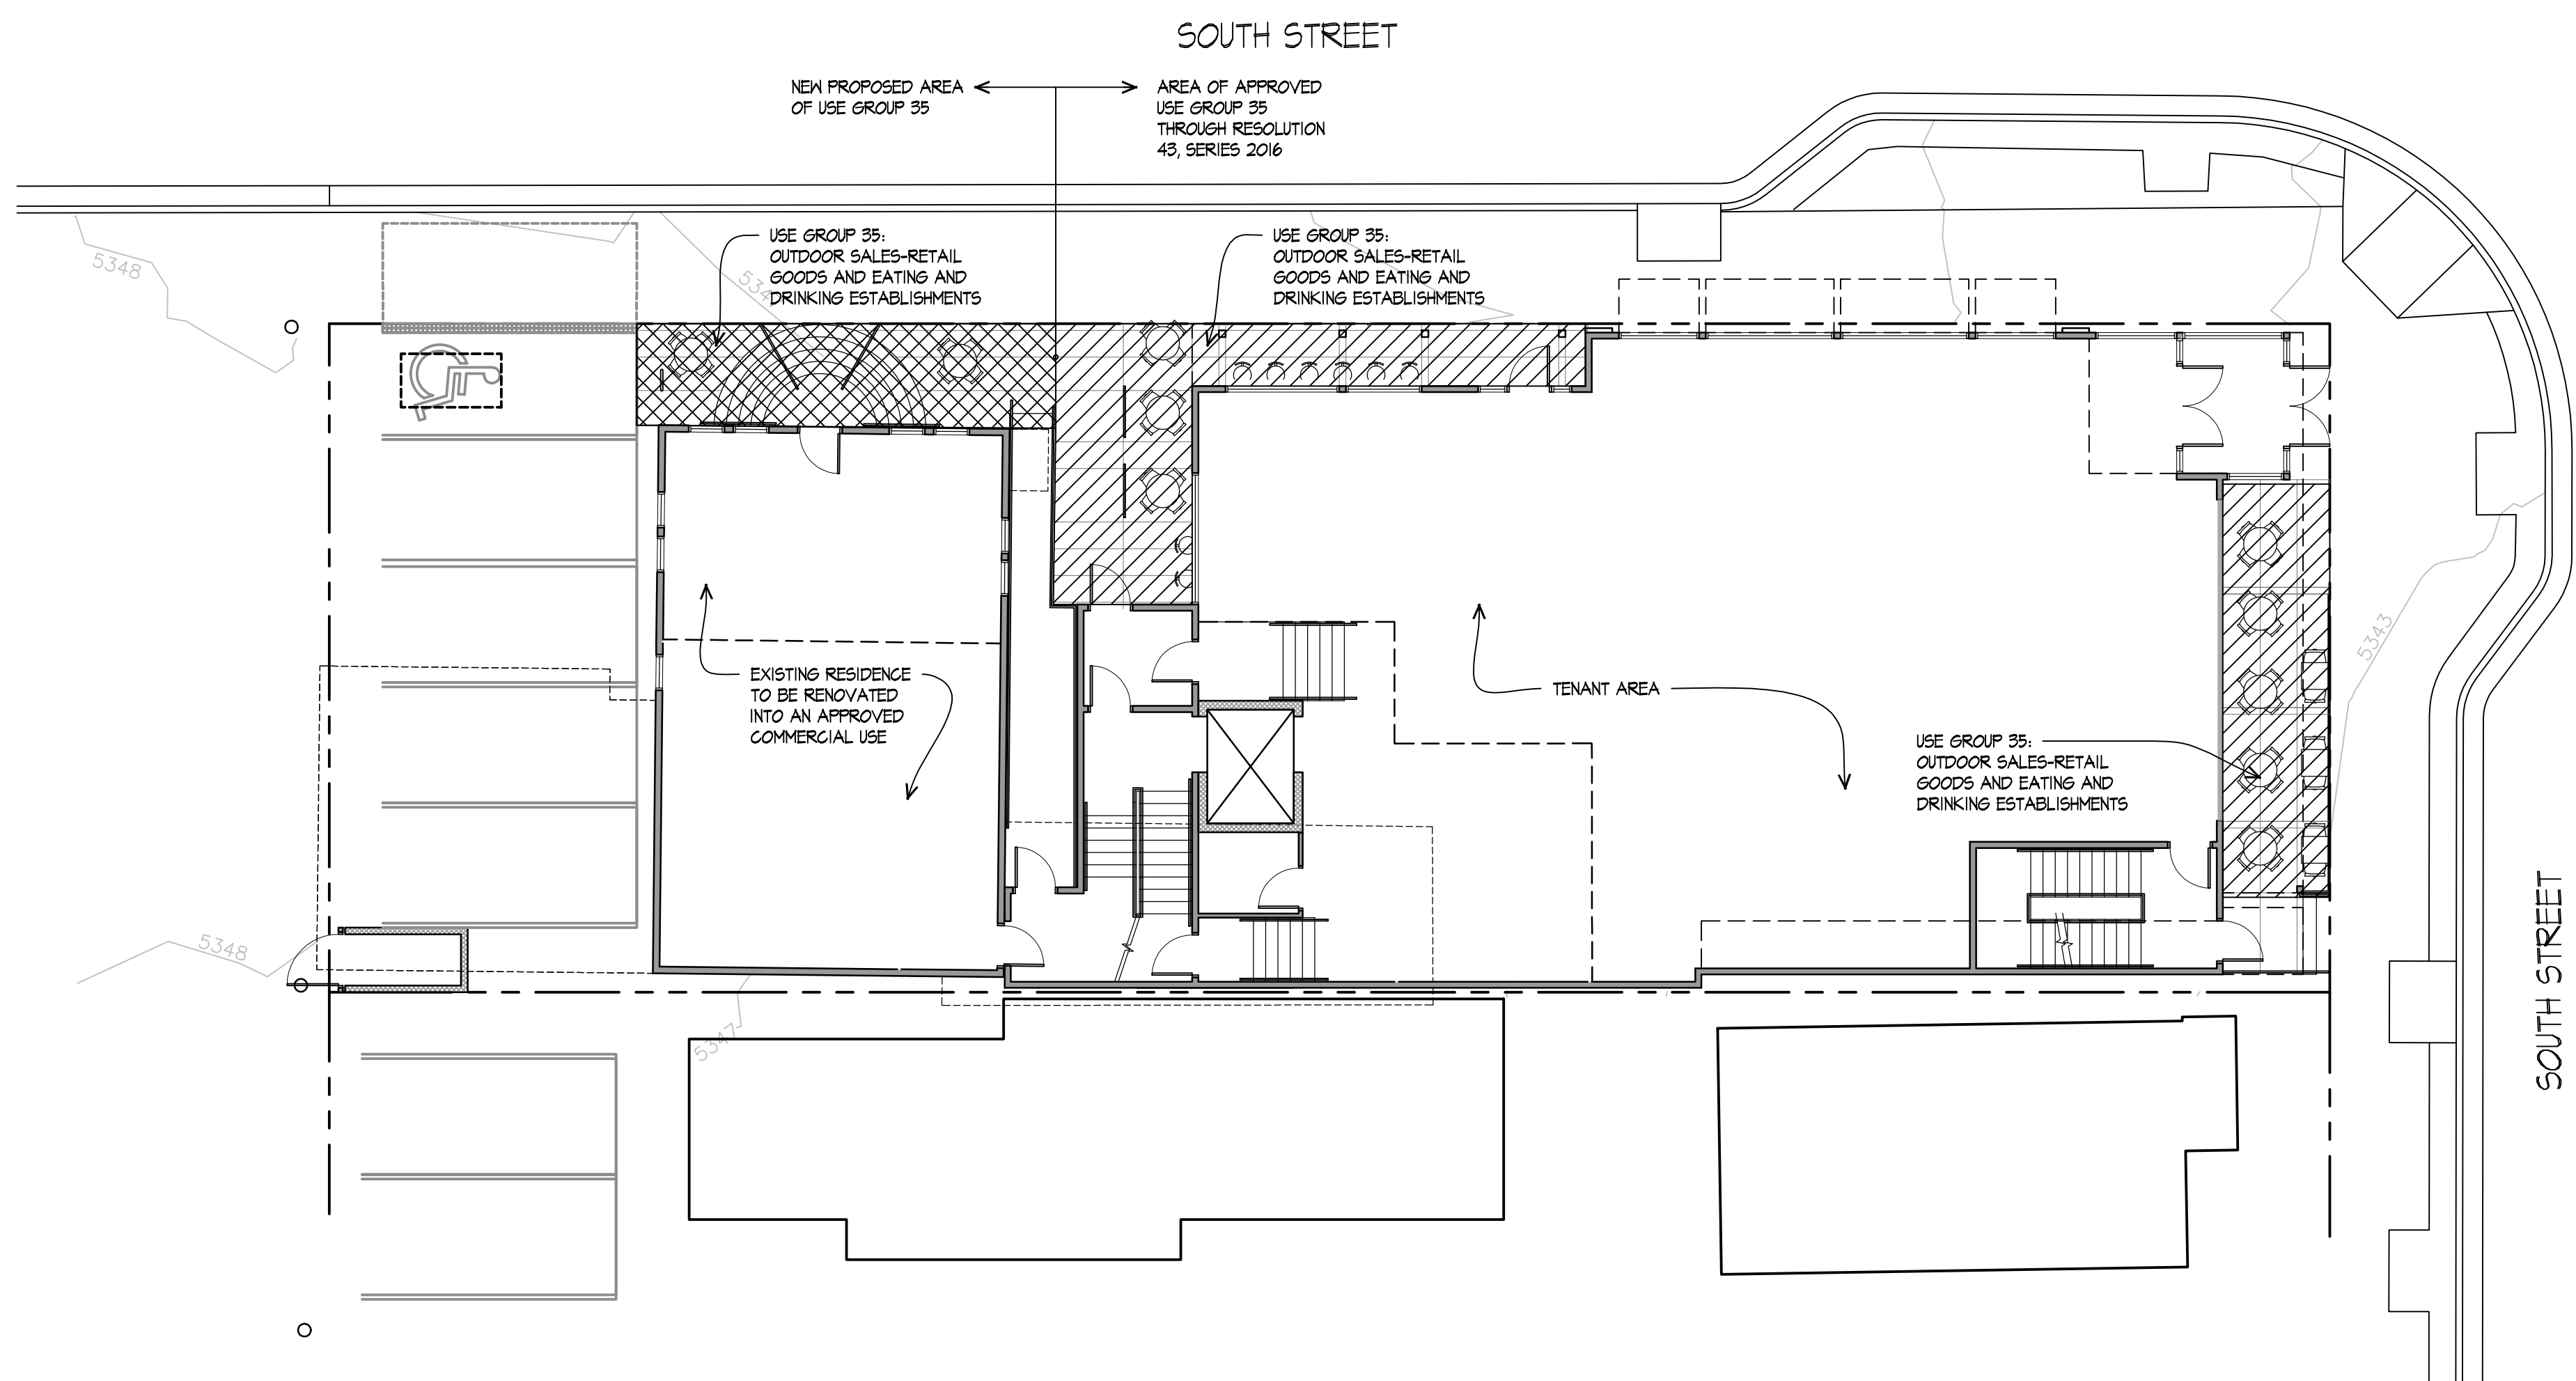 SOUTH STREET
NEW PROPOSED AREA
OF USE GROUP 35
AREA OF APPROVED
USE GROUP 35
THROUGH RESOLUTION
43, SERIES 2016
USE GROUP 35:
OUTDOOR SALES-RETAIL
GOODS AND EATING AND
DRINKING ESTABLISHMENTS
USE GROUP 35:
OUTDOOR SALES-RETAIL
GOODS AND EATING AND
DRINKING ESTABLISHMENTS
5348
EXISTING RESIDENCE
TO BE RENOVATED
INTO AN APPROVED
COMMERCIAL USE
TENANT AREA
USE GROUP 35:
OUTDOOR SALES-RETAIL
GOODS AND EATING AND
DRINKING ESTABLISHMENTS
5343
5348
5347
SOUTH STREET